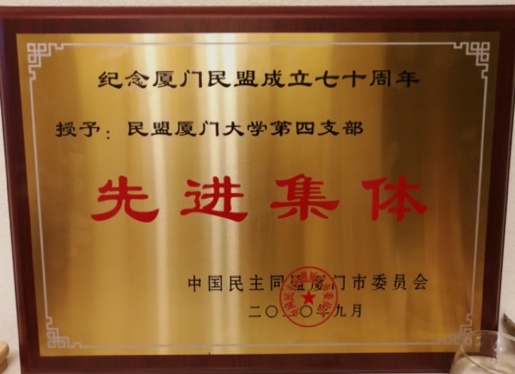 纪念厦门民盟成立七十周年
授予：民盟厦门大学第四支部
先进集体
中国民主同盟厦门市委员会
二〇二〇年九月